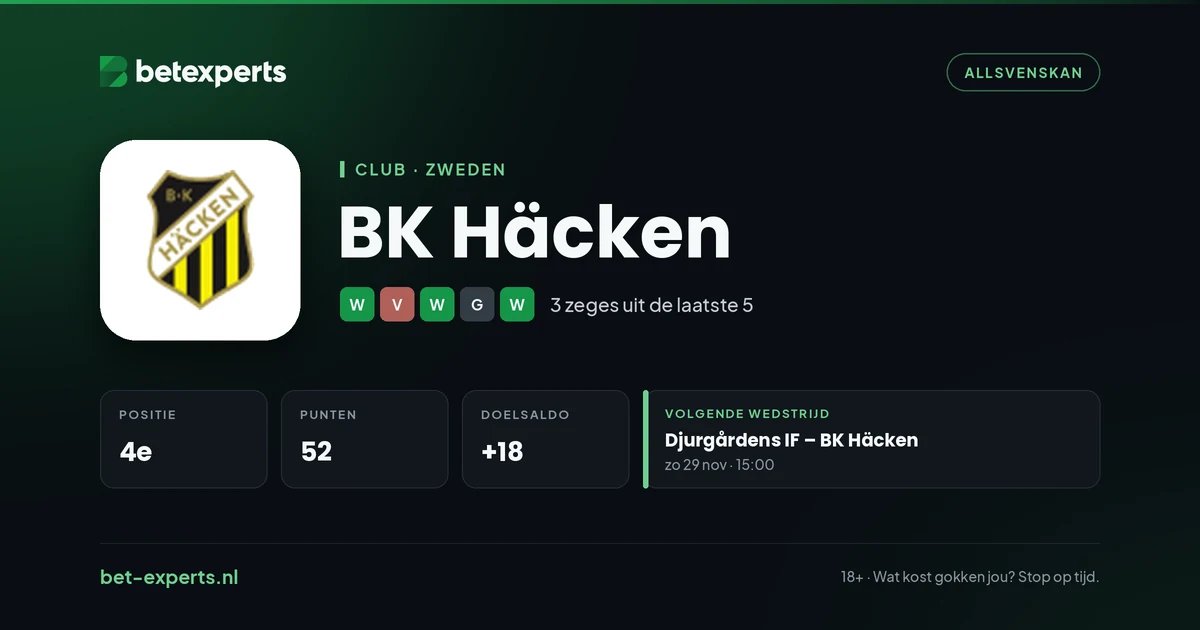 betexperts
ALLSVENSKAN
B·K
HÄCKEN
CLUB · ZWEDEN
BK Häcken
W V W G W 3 zeges uit de laatste 5
POSITIE
4e
PUNTEN
52
DOELSALDO
+18
VOLGENDE WEDSTRIJD
Djurgårdens IF – BK Häcken
zo 29 nov · 15:00
bet-experts.nl
18+ · Wat kost gokken jou? Stop op tijd.